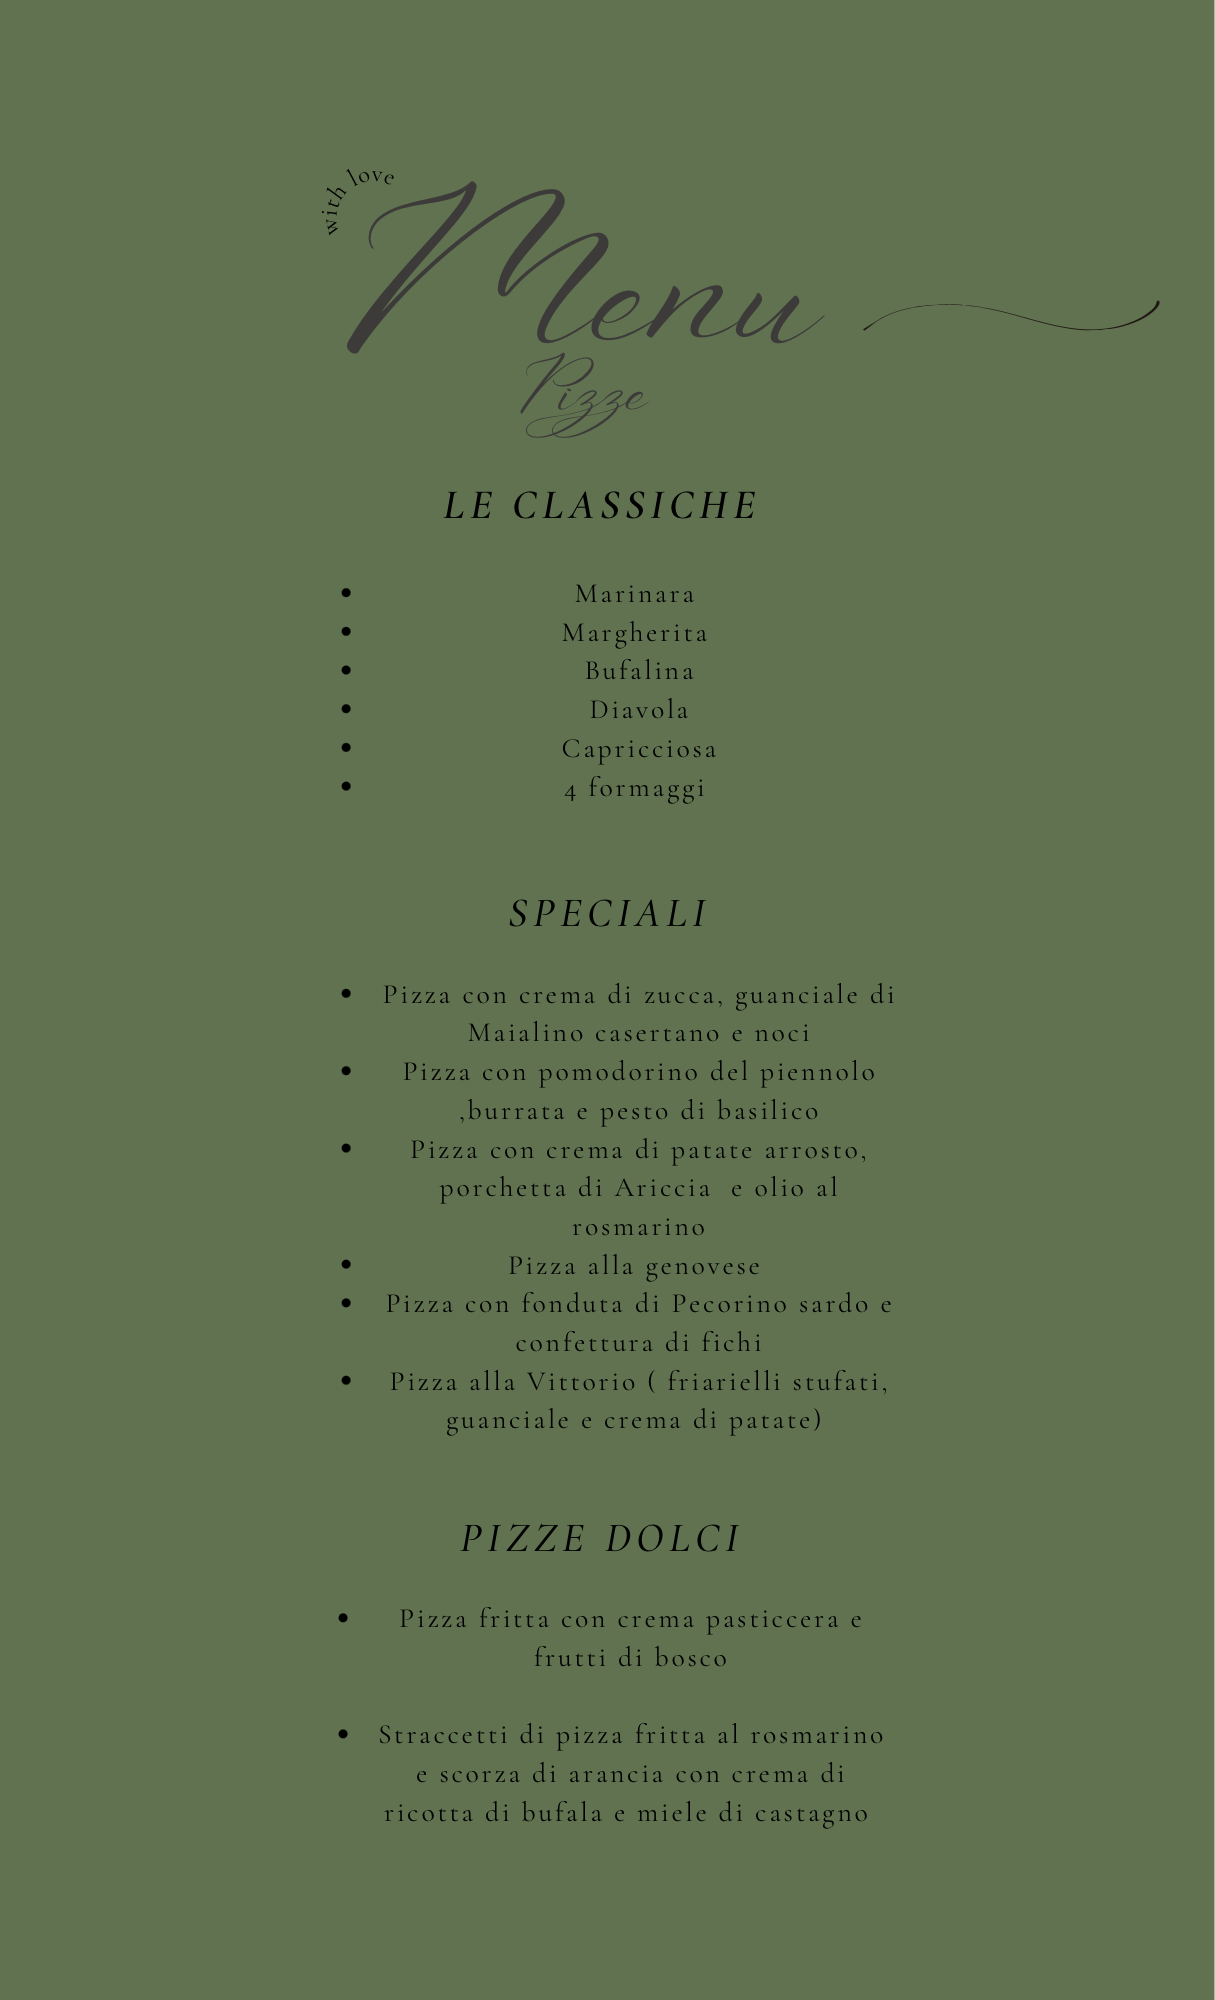 with love
Menu
Pizze
LE CLASSICHE
• Marinara
• Margherita
• Bufalina
• Diavola
• Capricciosa
• 4 formaggi
SPECIALI
• Pizza con crema di zucca, guanciale di
Maialino casertano e noci
• Pizza con pomodorino del piennolo
,burrata e pesto di basilico
• Pizza con crema di patate arrosto,
porchetta di Ariccia  e olio al
rosmarino
• Pizza alla genovese
• Pizza con fonduta di Pecorino sardo e
confettura di fichi
• Pizza alla Vittorio ( friarielli stufati,
guanciale e crema di patate)
PIZZE DOLCI
• Pizza fritta con crema pasticcera e
frutti di bosco
• Straccetti di pizza fritta al rosmarino
e scorza di arancia con crema di
ricotta di bufala e miele di castagno